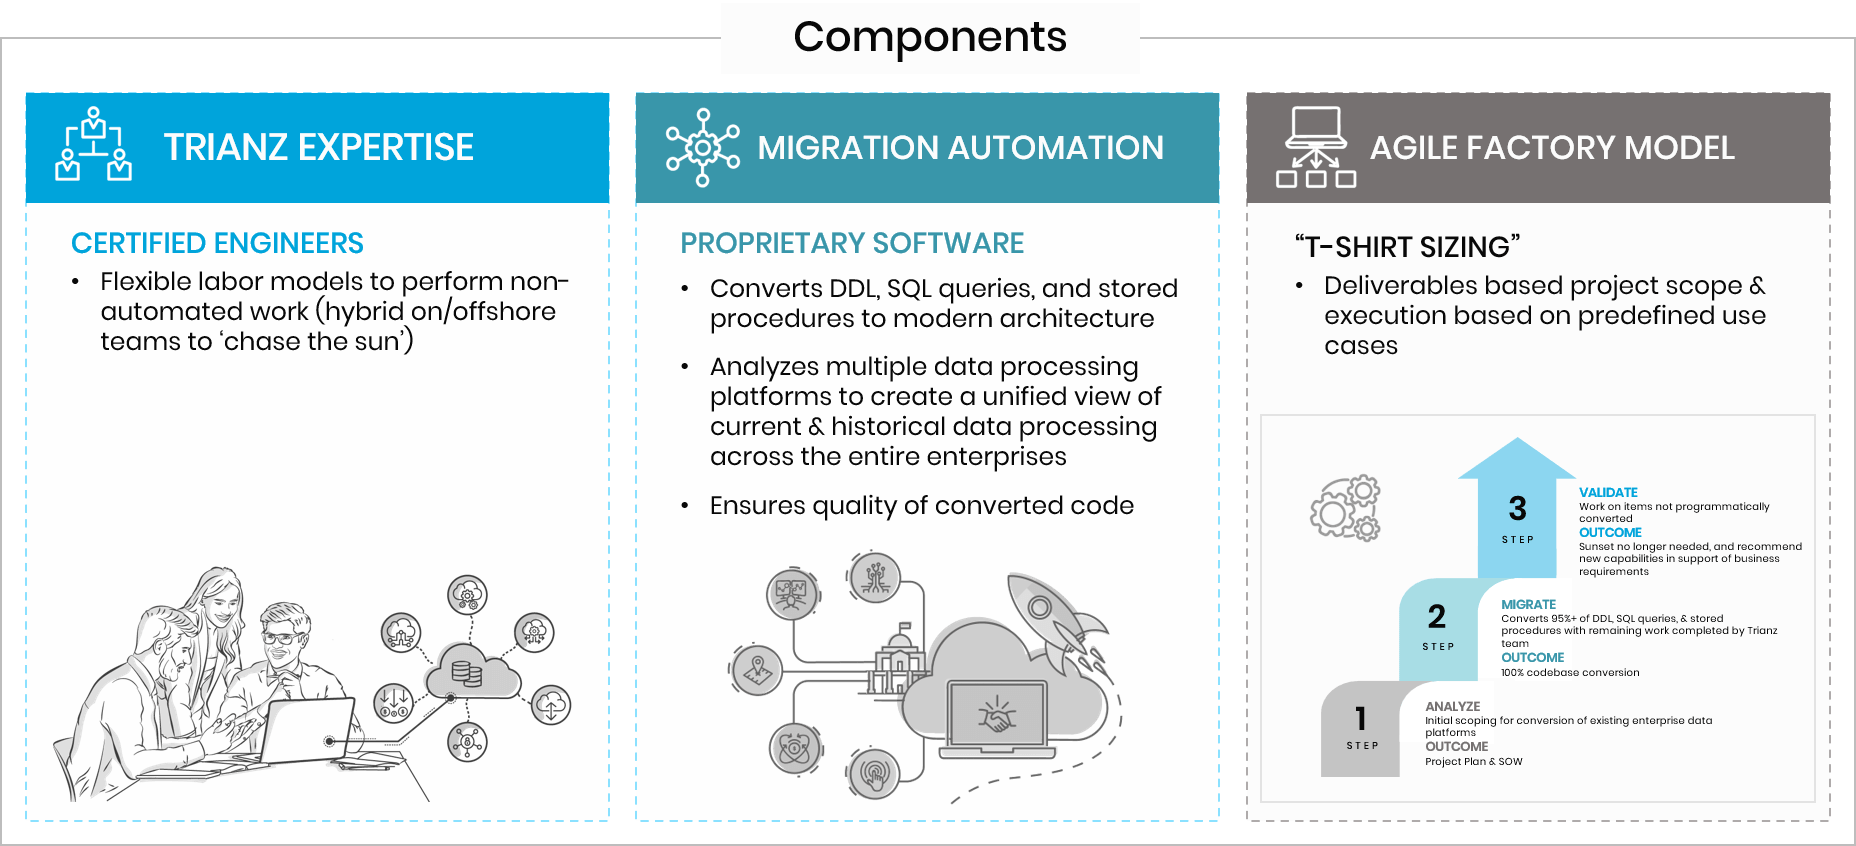 Components
TRIANZ EXPERTISE
CERTIFIED ENGINEERS
• Flexible labor models to perform non-
automated work (hybrid on/offshore
teams to ‘chase the sun’)
MIGRATION AUTOMATION
PROPRIETARY SOFTWARE
• Converts DDL, SQL queries, and stored
procedures to modern architecture
• Analyzes multiple data processing
platforms to create a unified view of
current & historical data processing
across the entire enterprises
• Ensures quality of converted code
AGILE FACTORY MODEL
“T-SHIRT SIZING”
• Deliverables based project scope &
execution based on predefined use
cases
3
STEP
VALIDATE
Work on items not programmatically
converted
OUTCOME
Sunset no longer needed, and recommend
new capabilities in support of business
requirements
2
STEP
MIGRATE
Converts 95%+ of DDL, SQL queries, & stored
procedures with remaining work completed by Trianz
team
OUTCOME
100% codebase conversion
1
STEP
ANALYZE
Initial scoping for conversion of existing enterprise data
platforms
OUTCOME
Project Plan & SOW